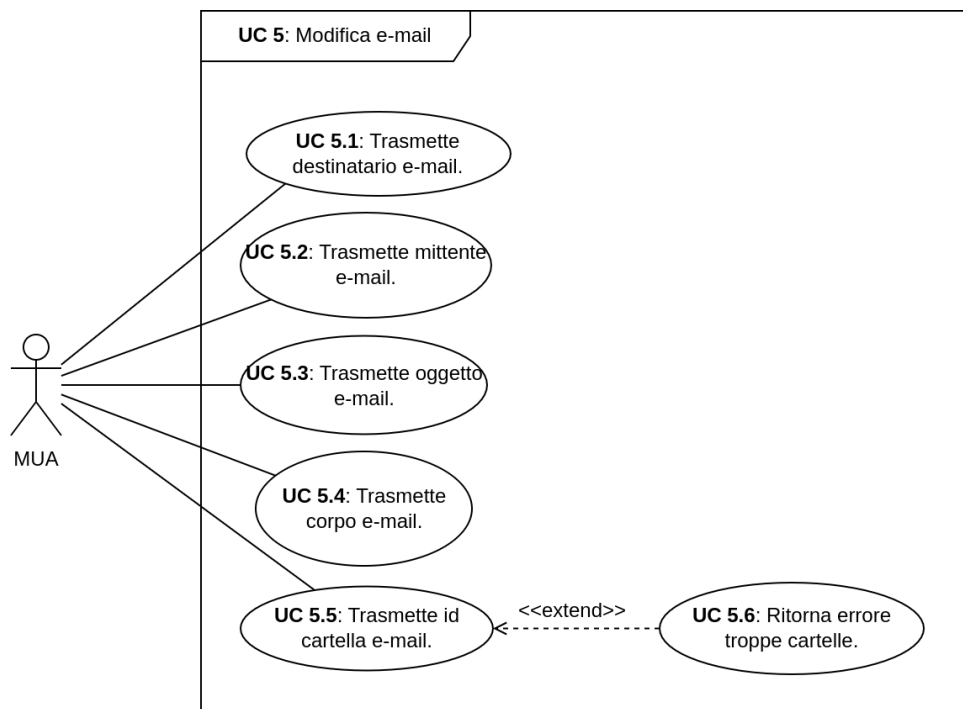 UC 5: Modifica e-mail
UC 5.1: Trasmette
destinatario e-mail.
UC 5.2: Trasmette mittente
e-mail.
UC 5.3: Trasmette oggetto
e-mail.
MUA
UC 5.4: Trasmette
corpo e-mail.
UC 5.5: Trasmette id
cartella e-mail.
<<extend>>
UC 5.6: Ritorna errore
troppe cartelle.